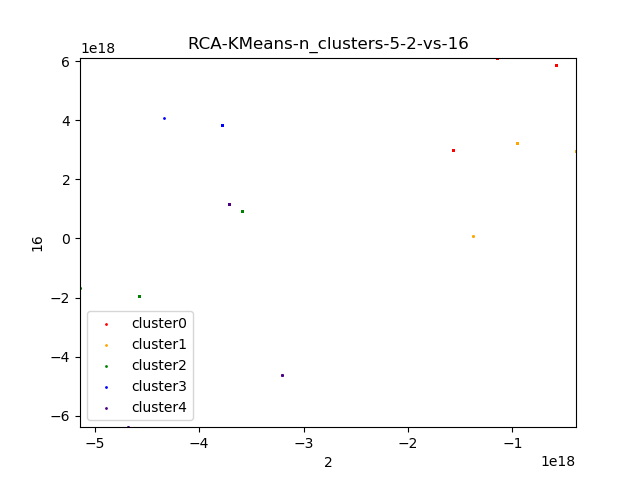 RCA-KMeans-n_clusters-5-2-vs-16
1e18
6
4
2
0
−2
−4
−6
16
cluster0
cluster1
cluster2
cluster3
cluster4
−5
−4
−3
−2
−1
1e18
2